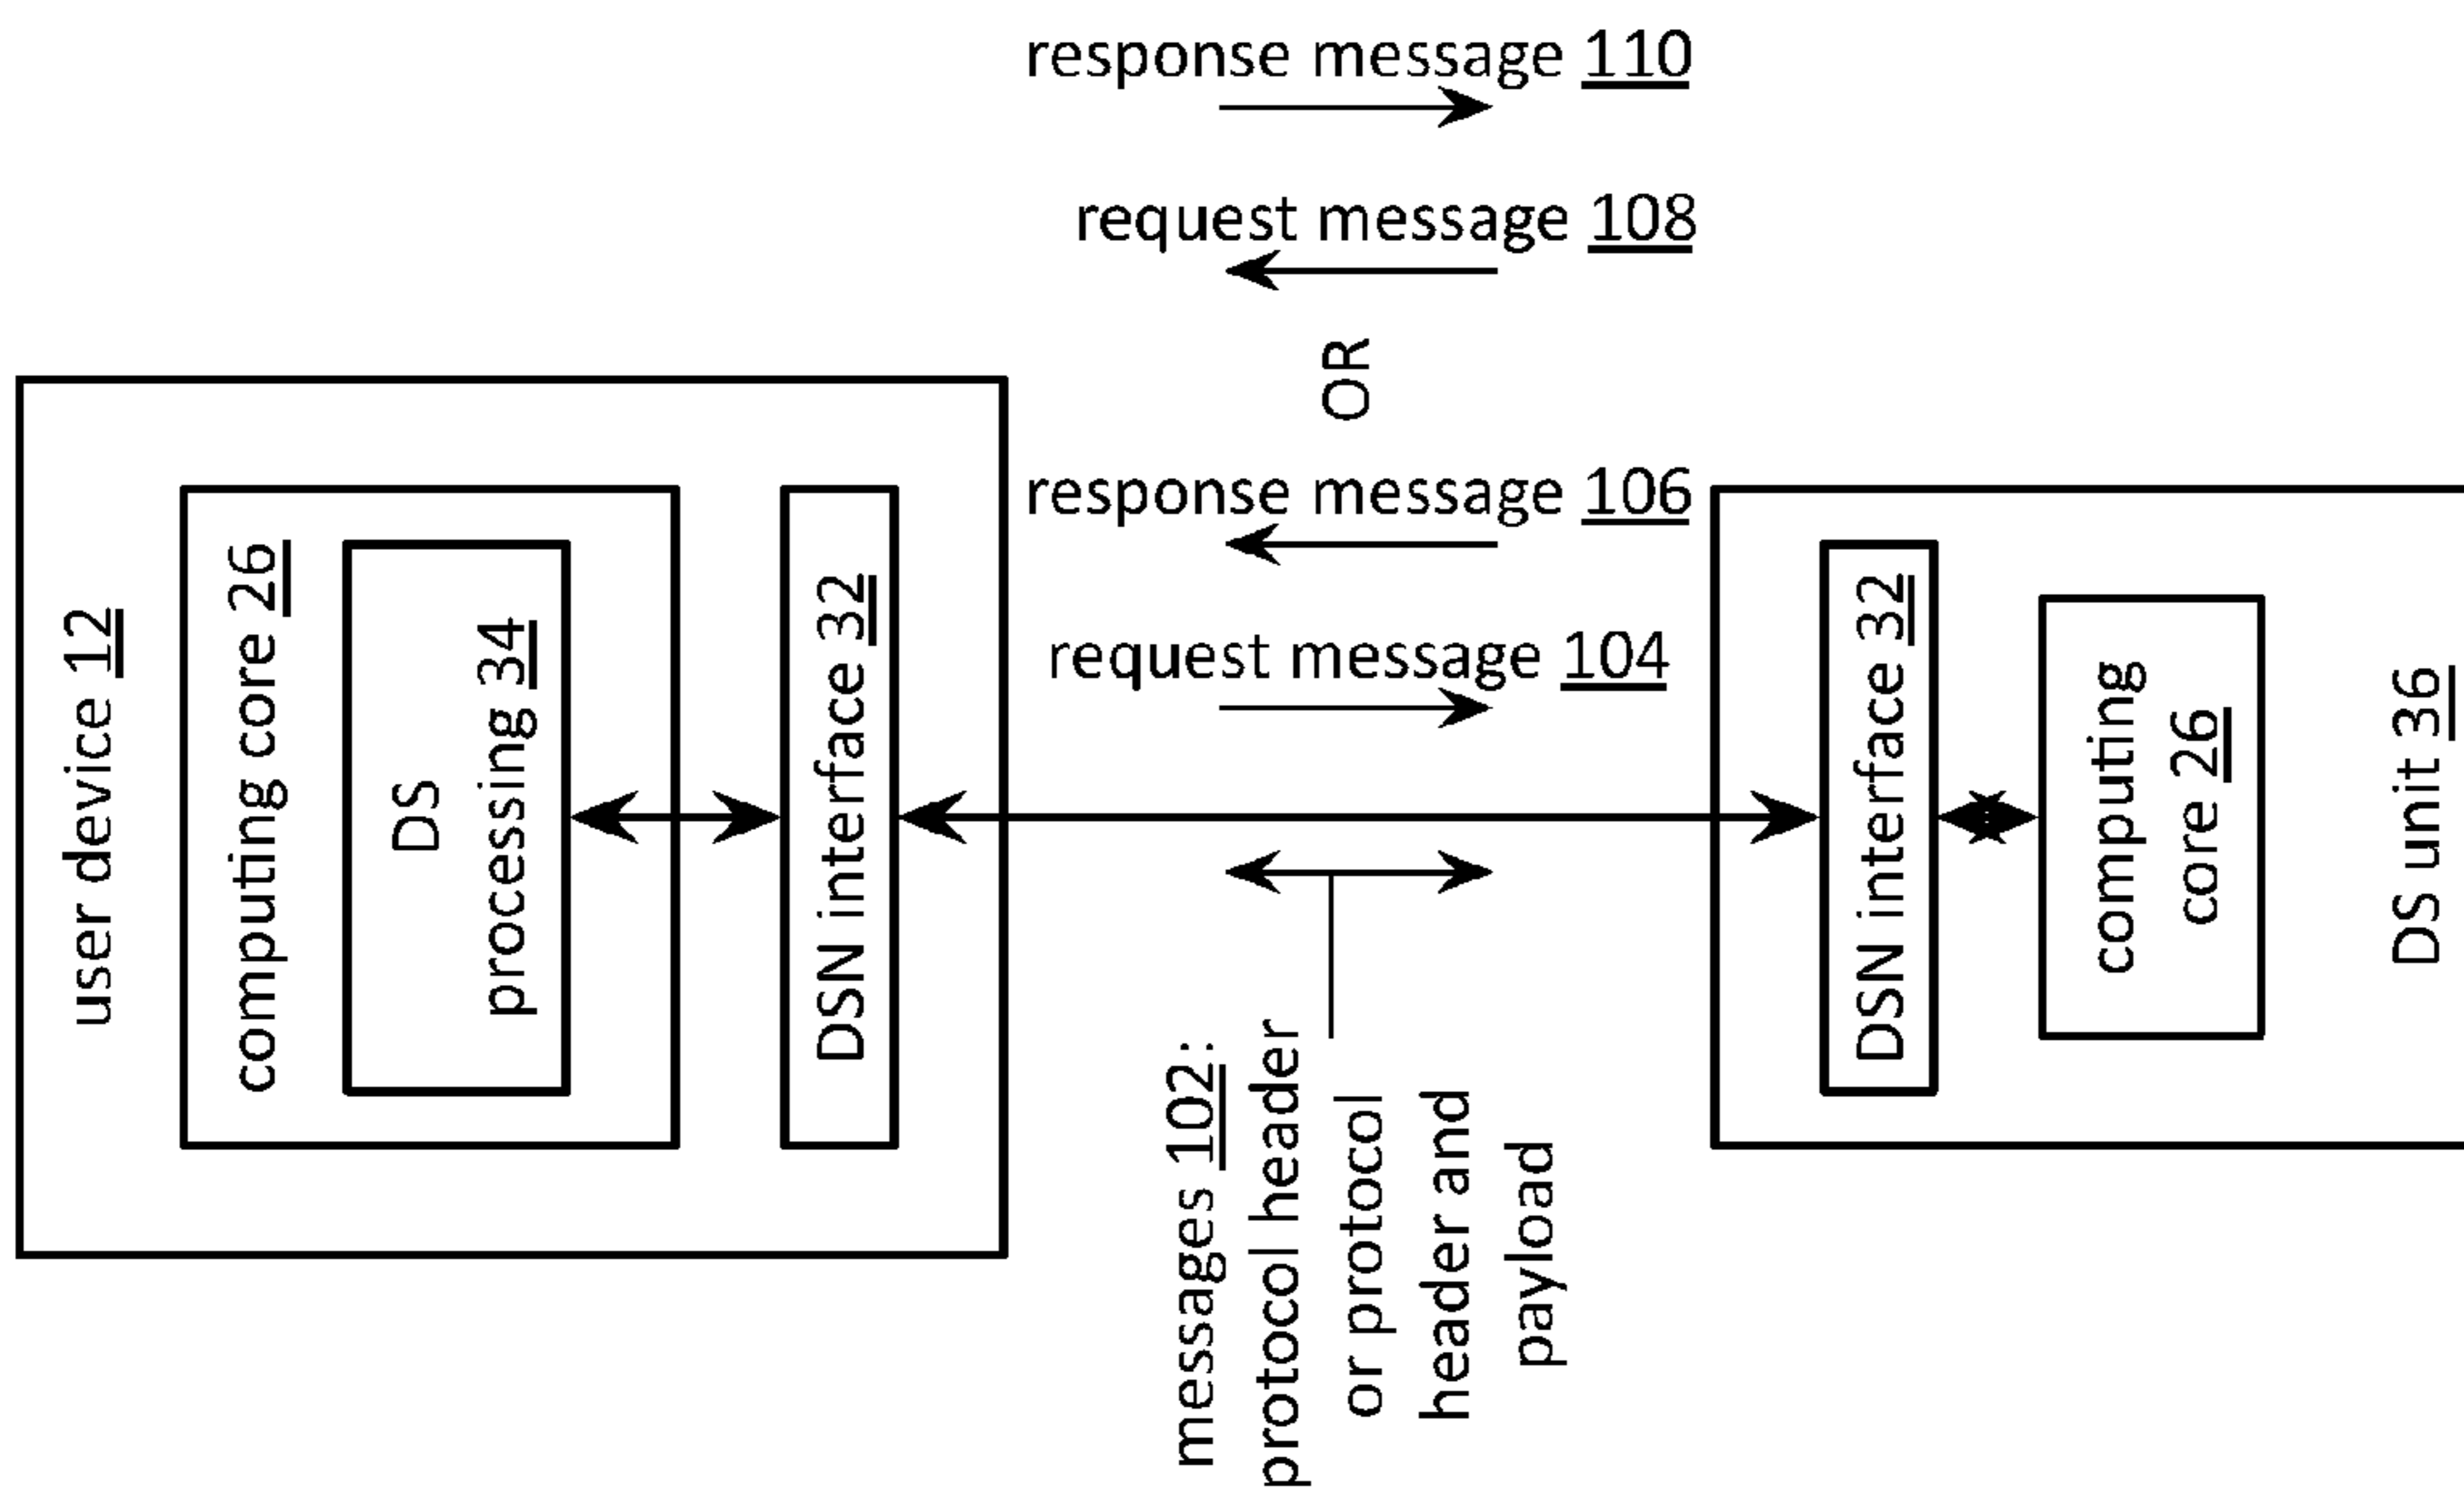 response message 110
request message 108
OR
response message 106
request message 104
user device 12
computing core 26
DS
processing 34
DSN interface 32
messages 102:
protocol header
or protocol
header and
payload
DSN interface 32
computing
core 26
DS unit 36